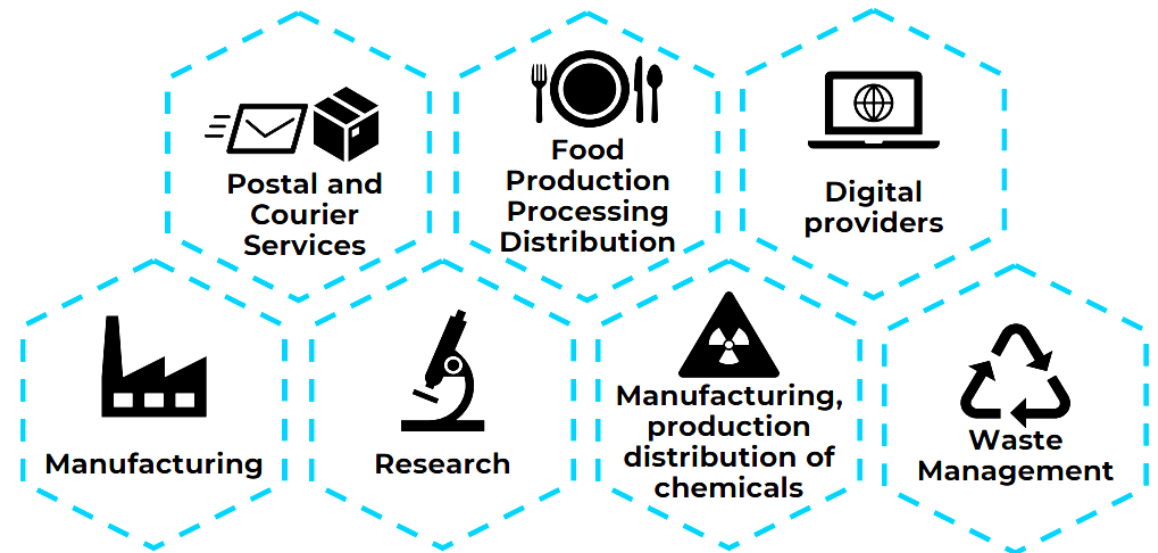 Postal and
Courier
Services
Food
Production
Processing
Distribution
Digital
providers
Manufacturing
Research
Manufacturing,
production
distribution of
chemicals
Waste
Management